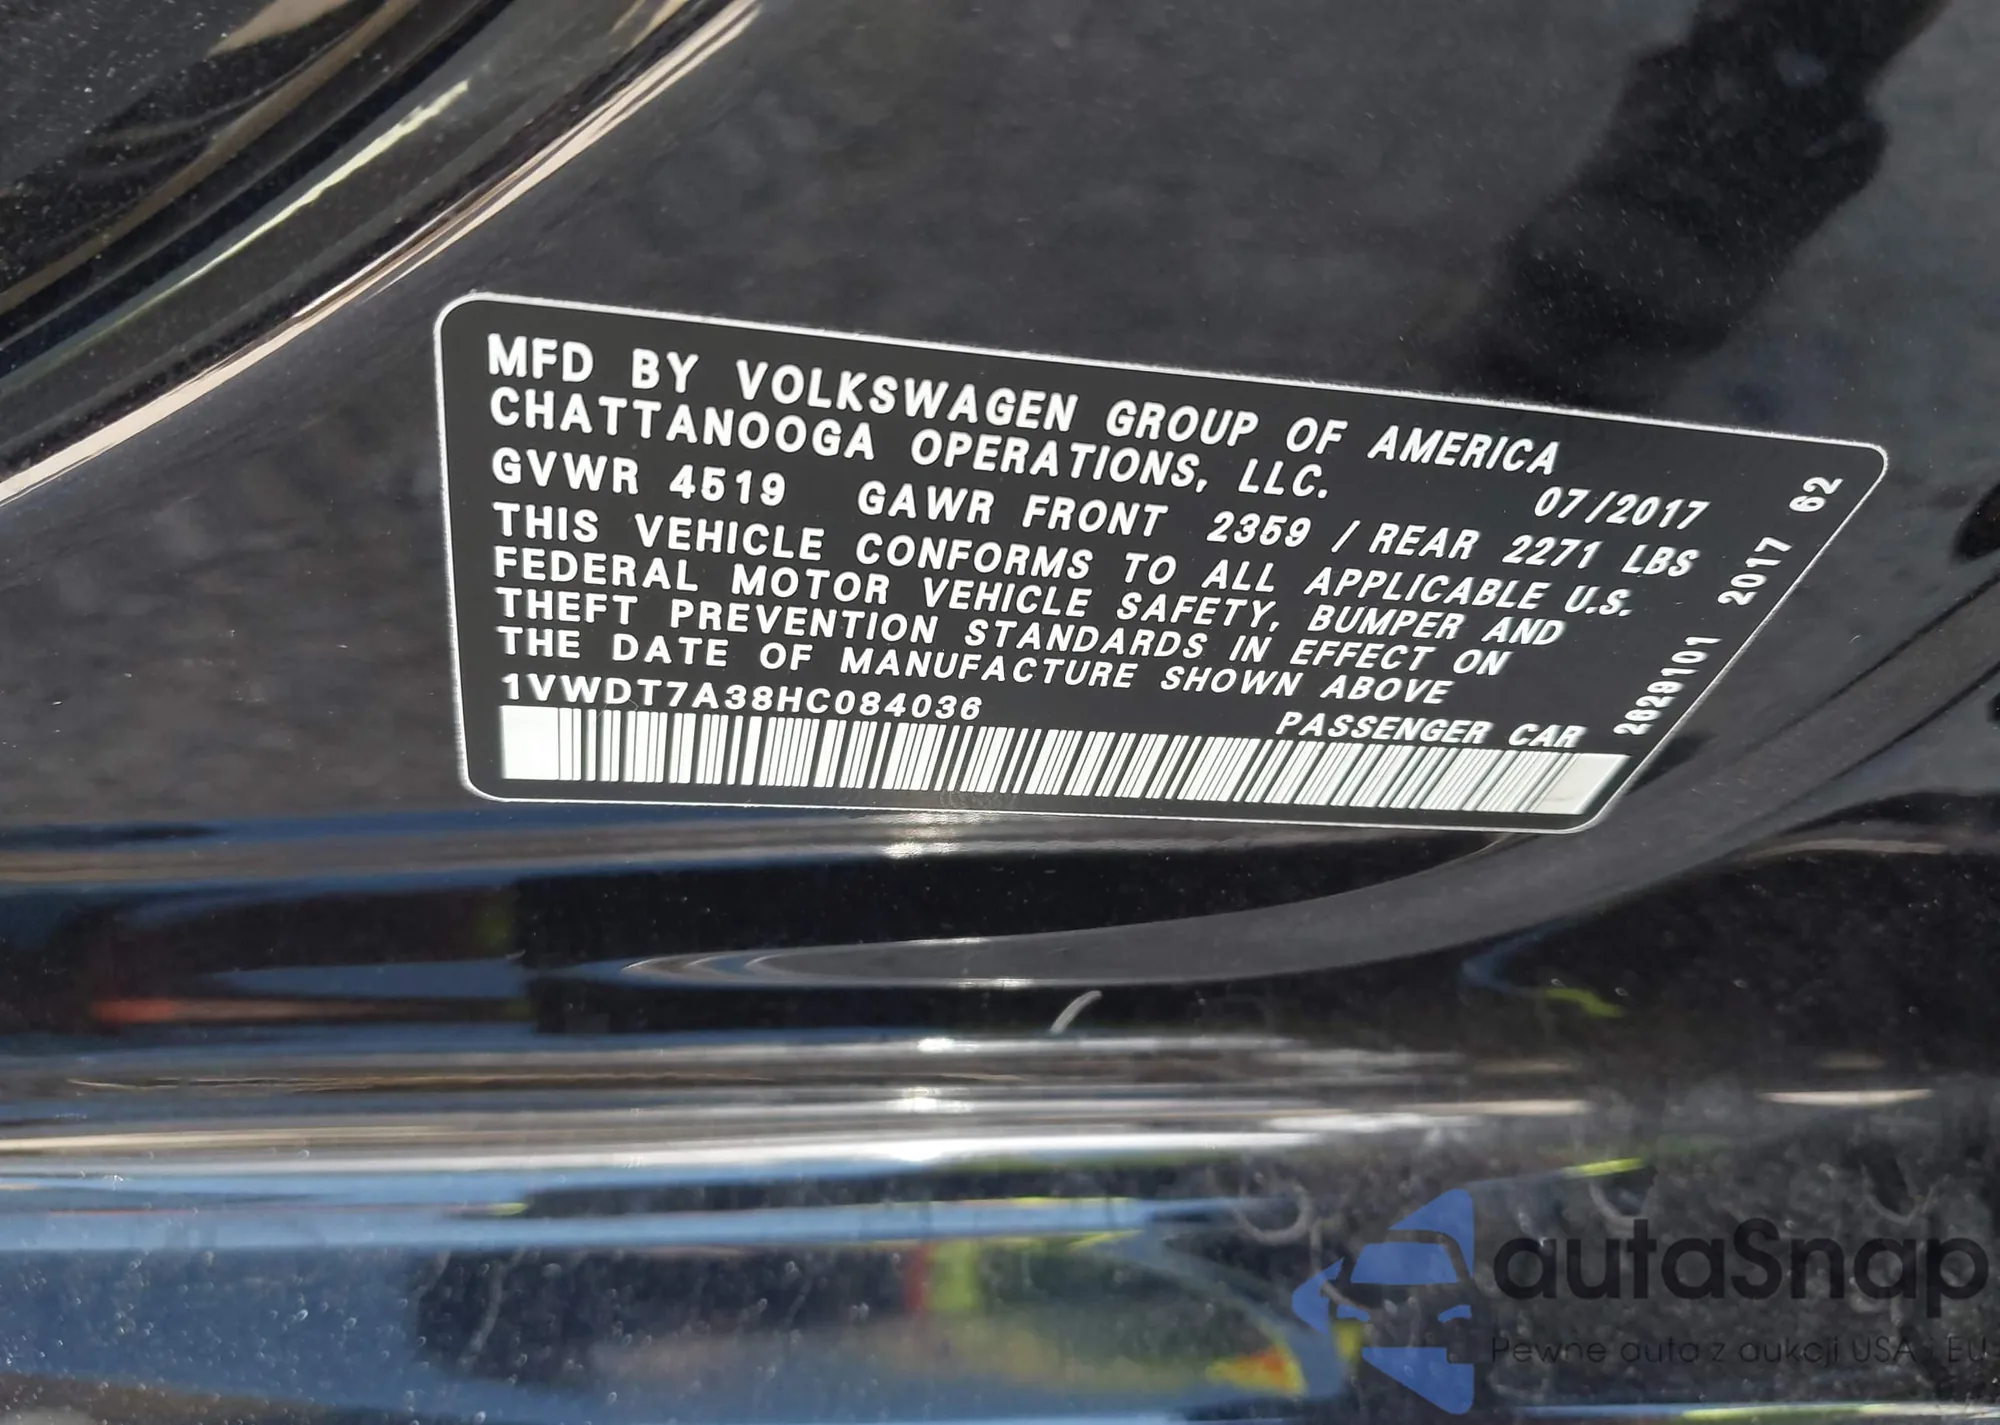 MFD BY VOLKSWAGEN GROUP OF AMERICA
CHATTANOOGA OPERATIONS, LLC.
07/2017
GVWR 4519 GAWR FRONT 2359 / REAR 2271 LBS
THIS VEHICLE CONFORMS TO ALL APPLICABLE U.S.
FEDERAL MOTOR VEHICLE SAFETY, BUMPER AND
THEFT PREVENTION STANDARDS IN EFFECT ON
THE DATE OF MANUFACTURE SHOWN ABOVE
1VWDT7A38HC084036
PASSENGER CAR
2629101 2017 62
autaSnap
Pewne auta z aukcji USA i EU